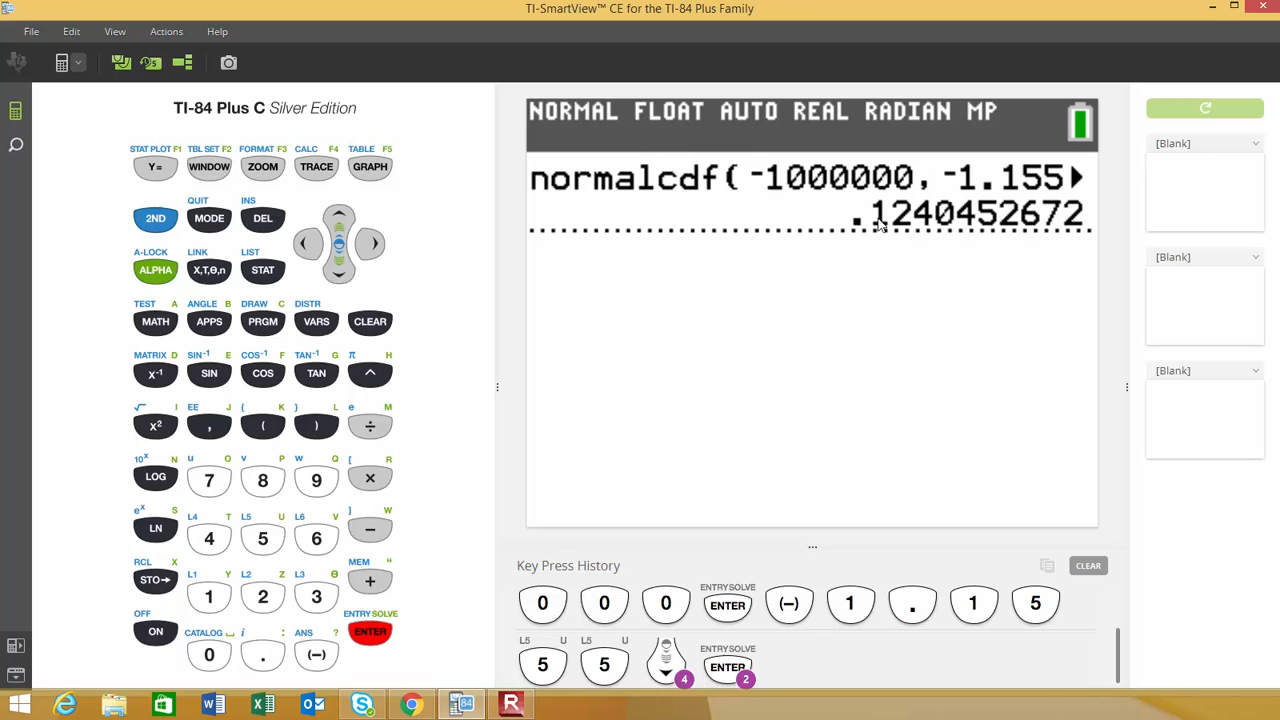 TI-SmartView™ CE for the TI-84 Plus Family
File Edit View Actions Help
TI-84 Plus C Silver Edition
STAT PLOT F1 TBL SET F2 FORMAT F3 CALC F4 TABLE F5
Y= WINDOW ZOOM TRACE GRAPH
QUIT INS
2ND MODE DEL
A-LOCK LINK LIST
ALPHA X,T,Θ,n STAT
TEST A ANGLE B DRAW C DISTR
MATH APPS PRGM VARS CLEAR
MATRIX D SIN⁻¹ E COS⁻¹ F TAN⁻¹ G π H
X⁻¹ SIN COS TAN ^
√ I EE J { K } L e M
x² , ( ) ÷
10ˣ N u O v P w Q [ R
LOG 7 8 9 ×
eˣ S L4 T L5 U L6 V ] W
LN 4 5 6 −
RCL X L1 Y L2 Z L3 Θ MEM "
STO→ 1 2 3 +
OFF CATALOG ⎵ i : ANS ? ENTRY SOLVE
ON 0 . (−) ENTER
NORMAL FLOAT AUTO REAL RADIAN MP
normalcdf(-1000000,-1.155
.1240452672
Key Press History CLEAR
ENTRY SOLVE
0 0 0 ENTER (−) 1 . 1 5
L5 U L5 U ENTRY SOLVE
5 5 4 ENTER 2
[Blank]
[Blank]
[Blank]
84 R